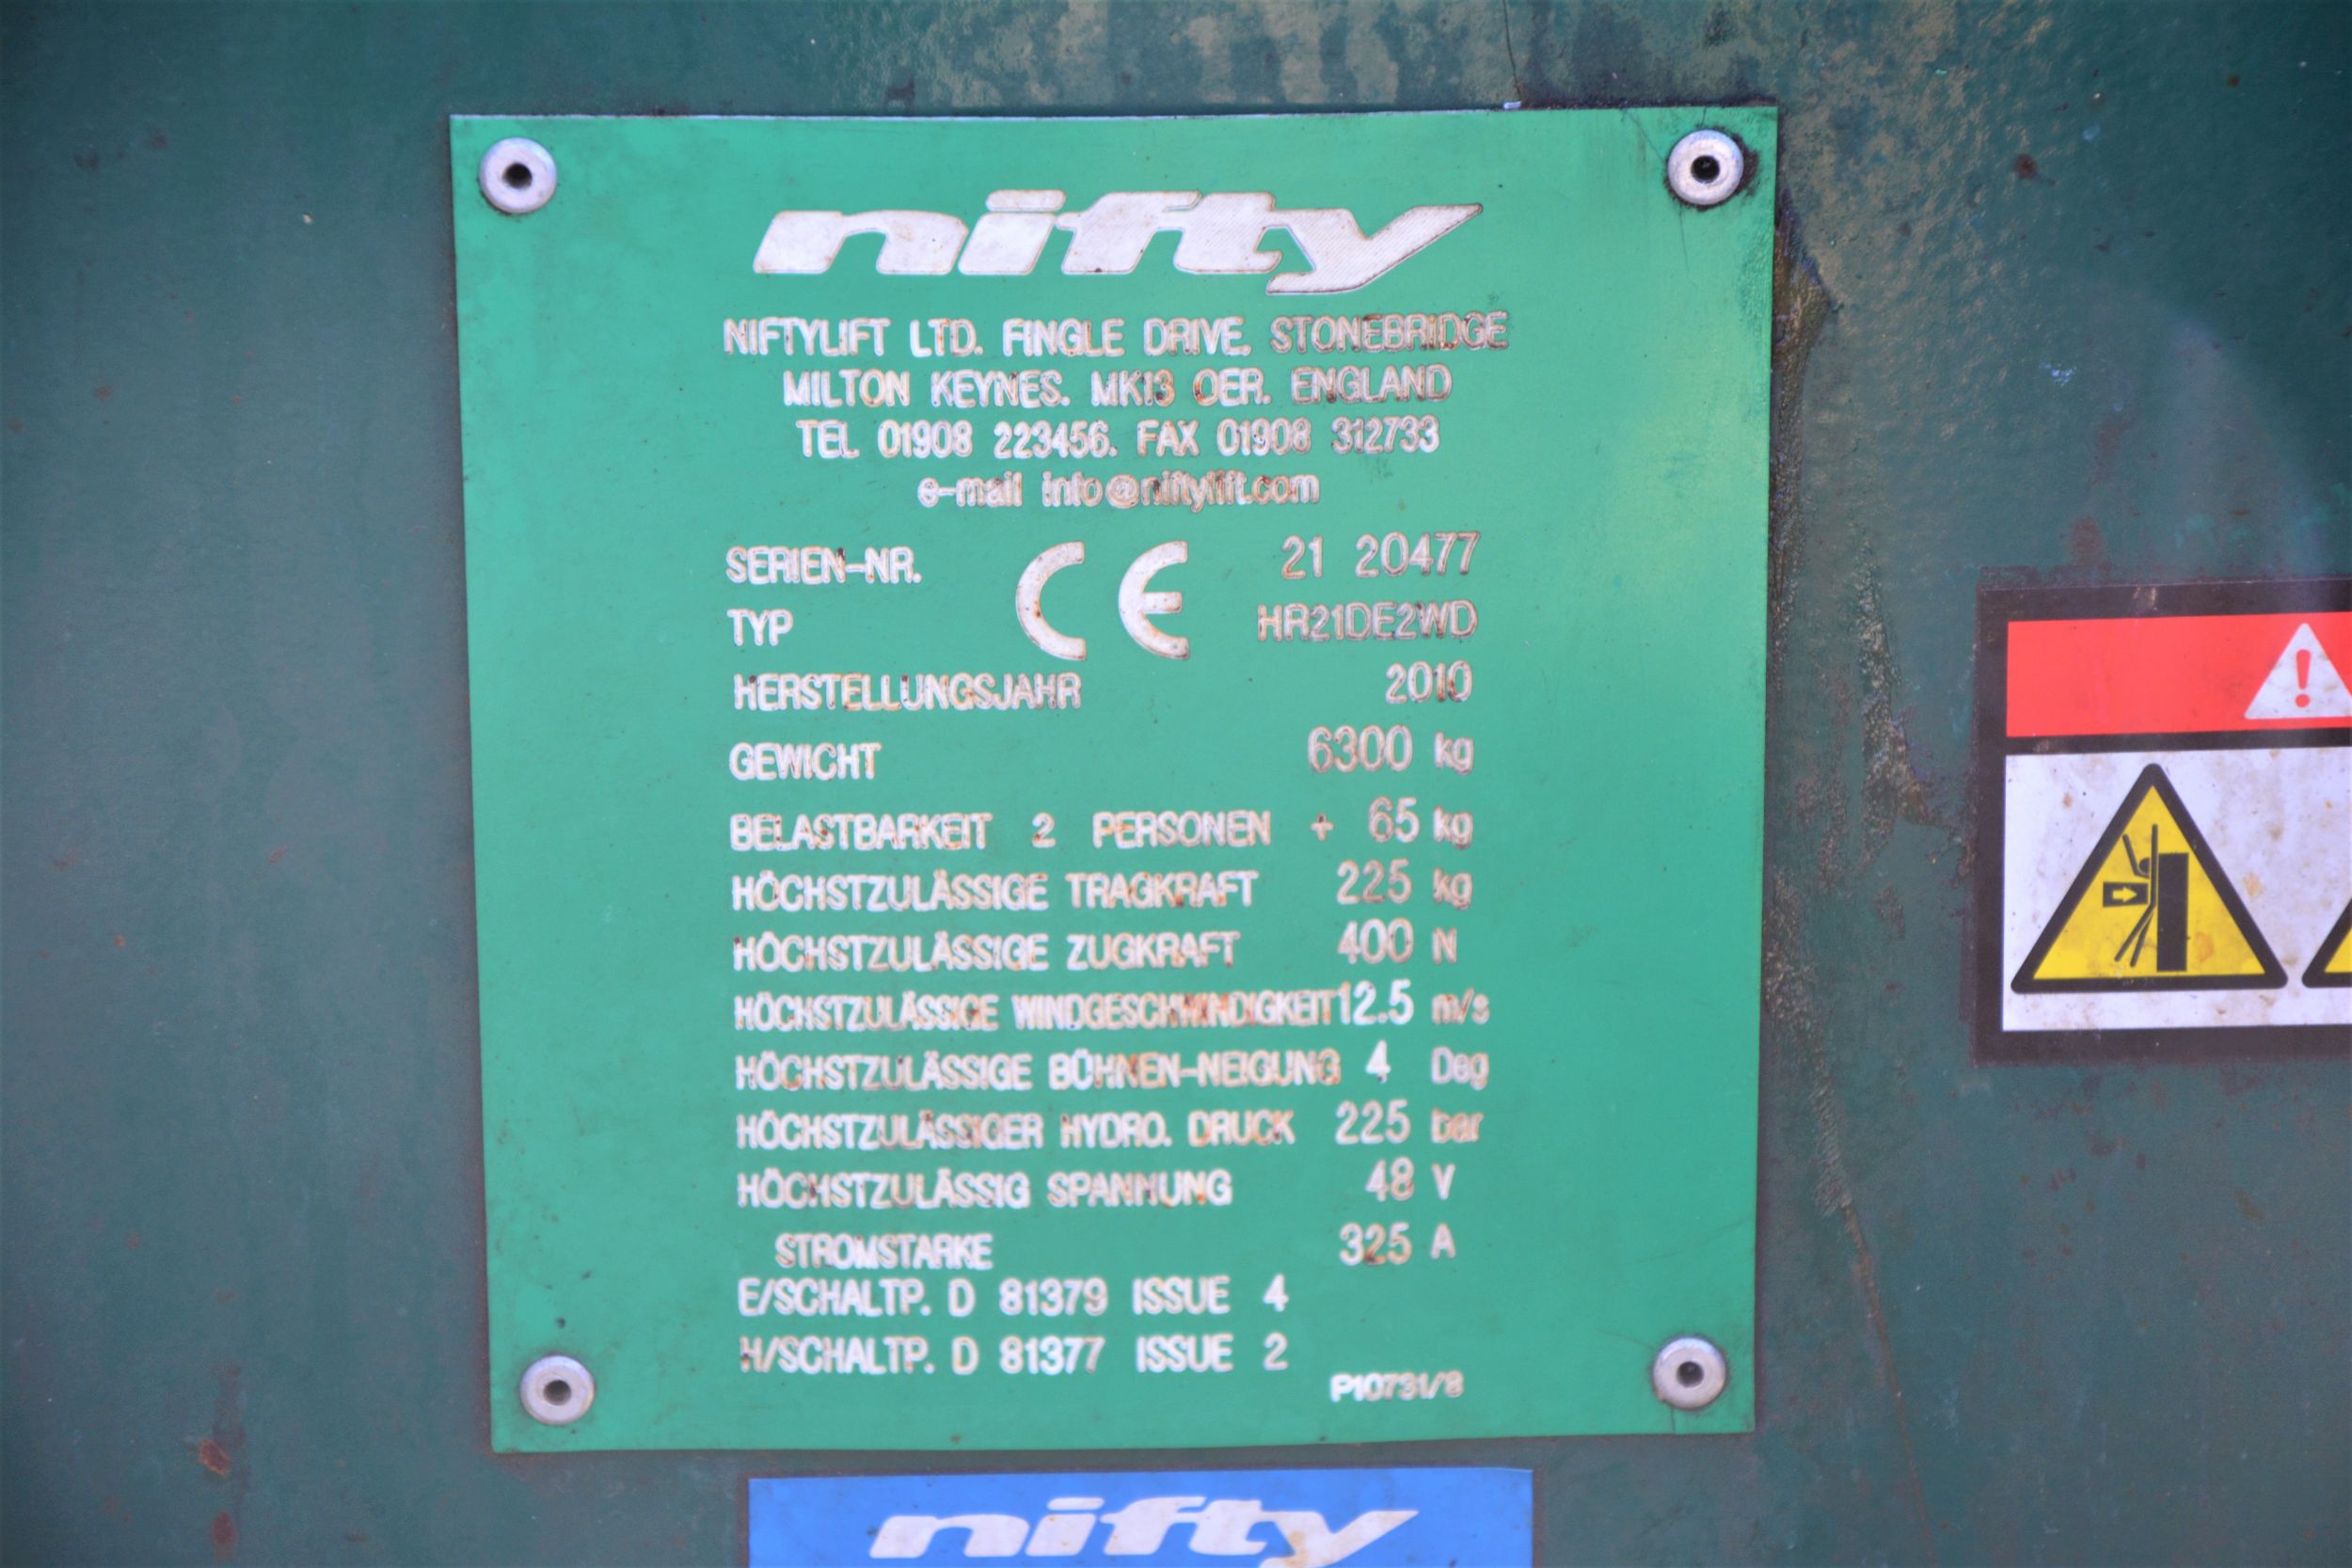 nifty
NIFTYLIFT LTD. FINGLE DRIVE. STONEBRIDGE
MILTON KEYNES. MK13 OER. ENGLAND
TEL 01908 223456. FAX 01908 312733
e-mail info@niftylift.com
SERIEN-NR. CE 21 20477
TYP HR21DE2WD
HERSTELLUNGSJAHR 2010
GEWICHT 6300 kg
BELASTBARKEIT 2 PERSONEN + 65 kg
HÖCHSTZULÄSSIGE TRAGKRAFT 225 kg
HÖCHSTZULÄSSIGE ZUGKRAFT 400 N
HÖCHSTZULÄSSIGE WINDGESCHWINDIGKEIT 12.5 m/s
HÖCHSTZULÄSSIGE BÜHNEN-NEIGUNG 4 Deg
HÖCHSTZULÄSSIGER HYDRO. DRUCK 225 bar
HÖCHSTZULÄSSIG SPANNUNG 48 V
STROMSTARKE 325 A
E/SCHALTP. D 81379 ISSUE 4
H/SCHALTP. D 81377 ISSUE 2
P10731/8
nifty